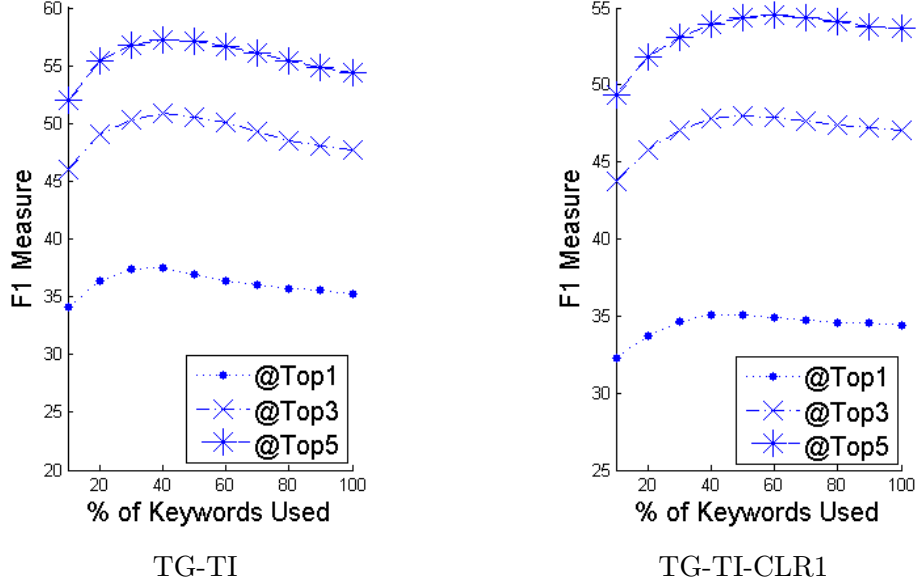 60
55
50
45
40
35
30
25
20
F1 Measure
20 40 60 80 100
% of Keywords Used
@Top1
@Top3
@Top5
TG-TI
55
50
45
40
35
30
25
F1 Measure
20 40 60 80 100
% of Keywords Used
@Top1
@Top3
@Top5
TG-TI-CLR1